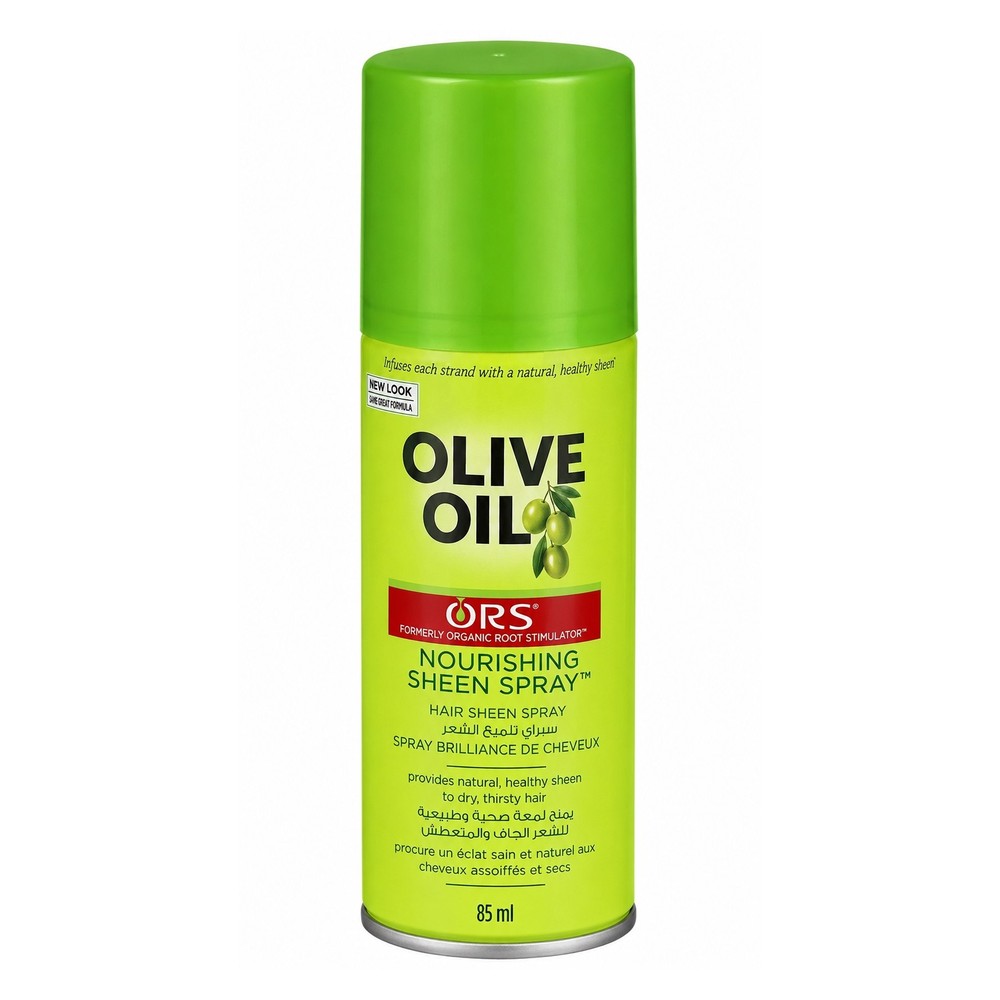 Infuses each strand with a natural, healthy sheen
NEW LOOK
SAME GREAT FORMULA
OLIVE
OIL
ORS®
FORMERLY ORGANIC ROOT STIMULATOR™
NOURISHING
SHEEN SPRAY™
HAIR SHEEN SPRAY
سبراي تلميع الشعر
SPRAY BRILLIANCE DE CHEVEUX
provides natural, healthy sheen
to dry, thirsty hair
يمنح لمعة صحية وطبيعية
للشعر الجاف والمتعطش
procure un éclat sain et naturel aux
cheveux assoiffés et secs
85 ml